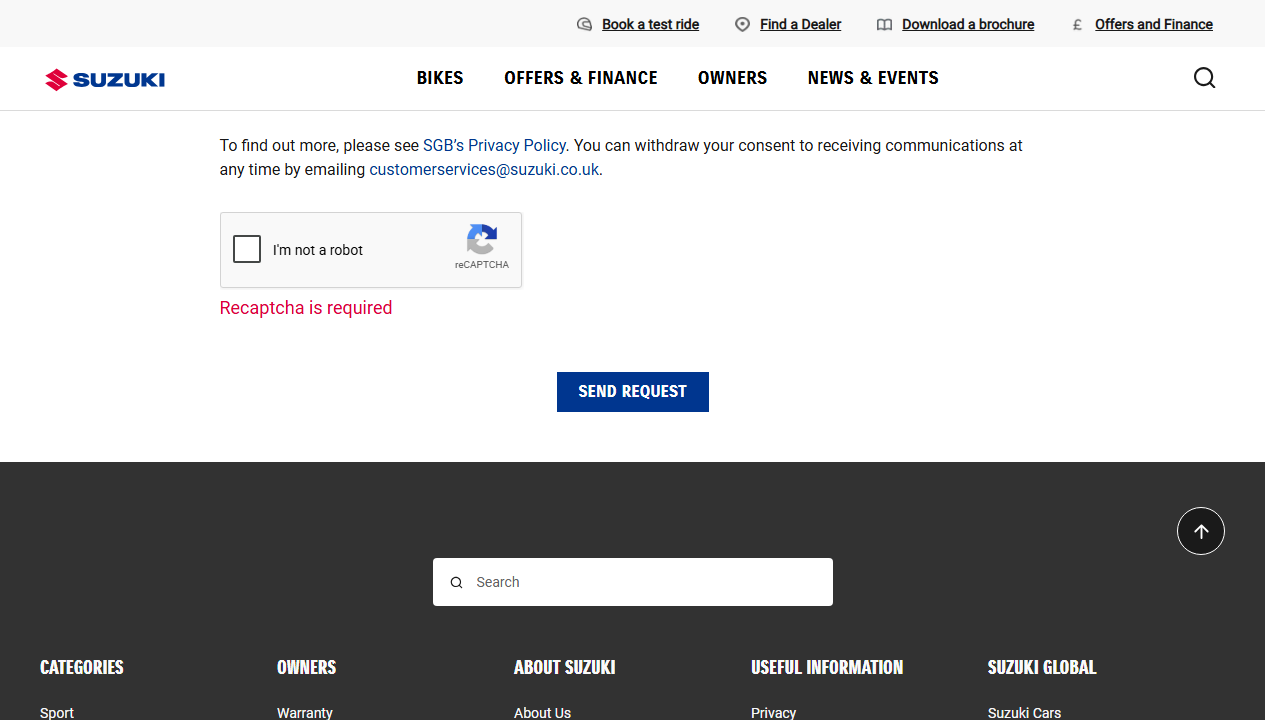 Book a test ride Find a Dealer Download a brochure £ Offers and Finance
SUZUKI BIKES OFFERS & FINANCE OWNERS NEWS & EVENTS
To find out more, please see SGB’s Privacy Policy. You can withdraw your consent to receiving communications at
any time by emailing customerservices@suzuki.co.uk.
I'm not a robot
reCAPTCHA
Recaptcha is required
SEND REQUEST
Search
CATEGORIES OWNERS ABOUT SUZUKI USEFUL INFORMATION SUZUKI GLOBAL
Sport Warranty About Us Privacy Suzuki Cars